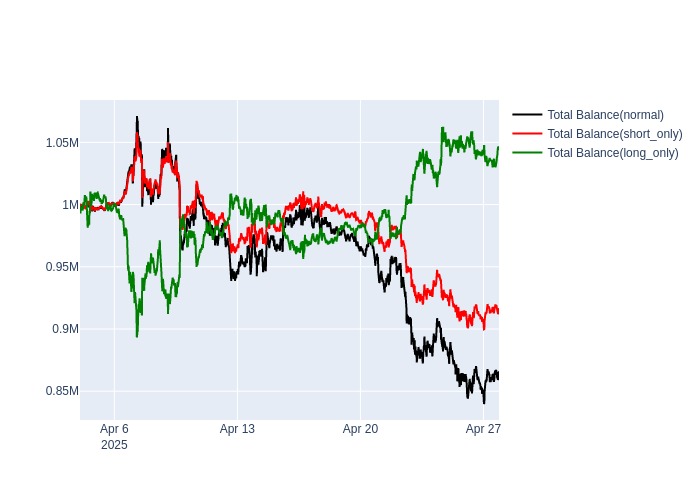 Total Balance(normal)
Total Balance(short_only)
Total Balance(long_only)
1.05M
1M
0.95M
0.9M
0.85M
Apr 6
2025
Apr 13
Apr 20
Apr 27